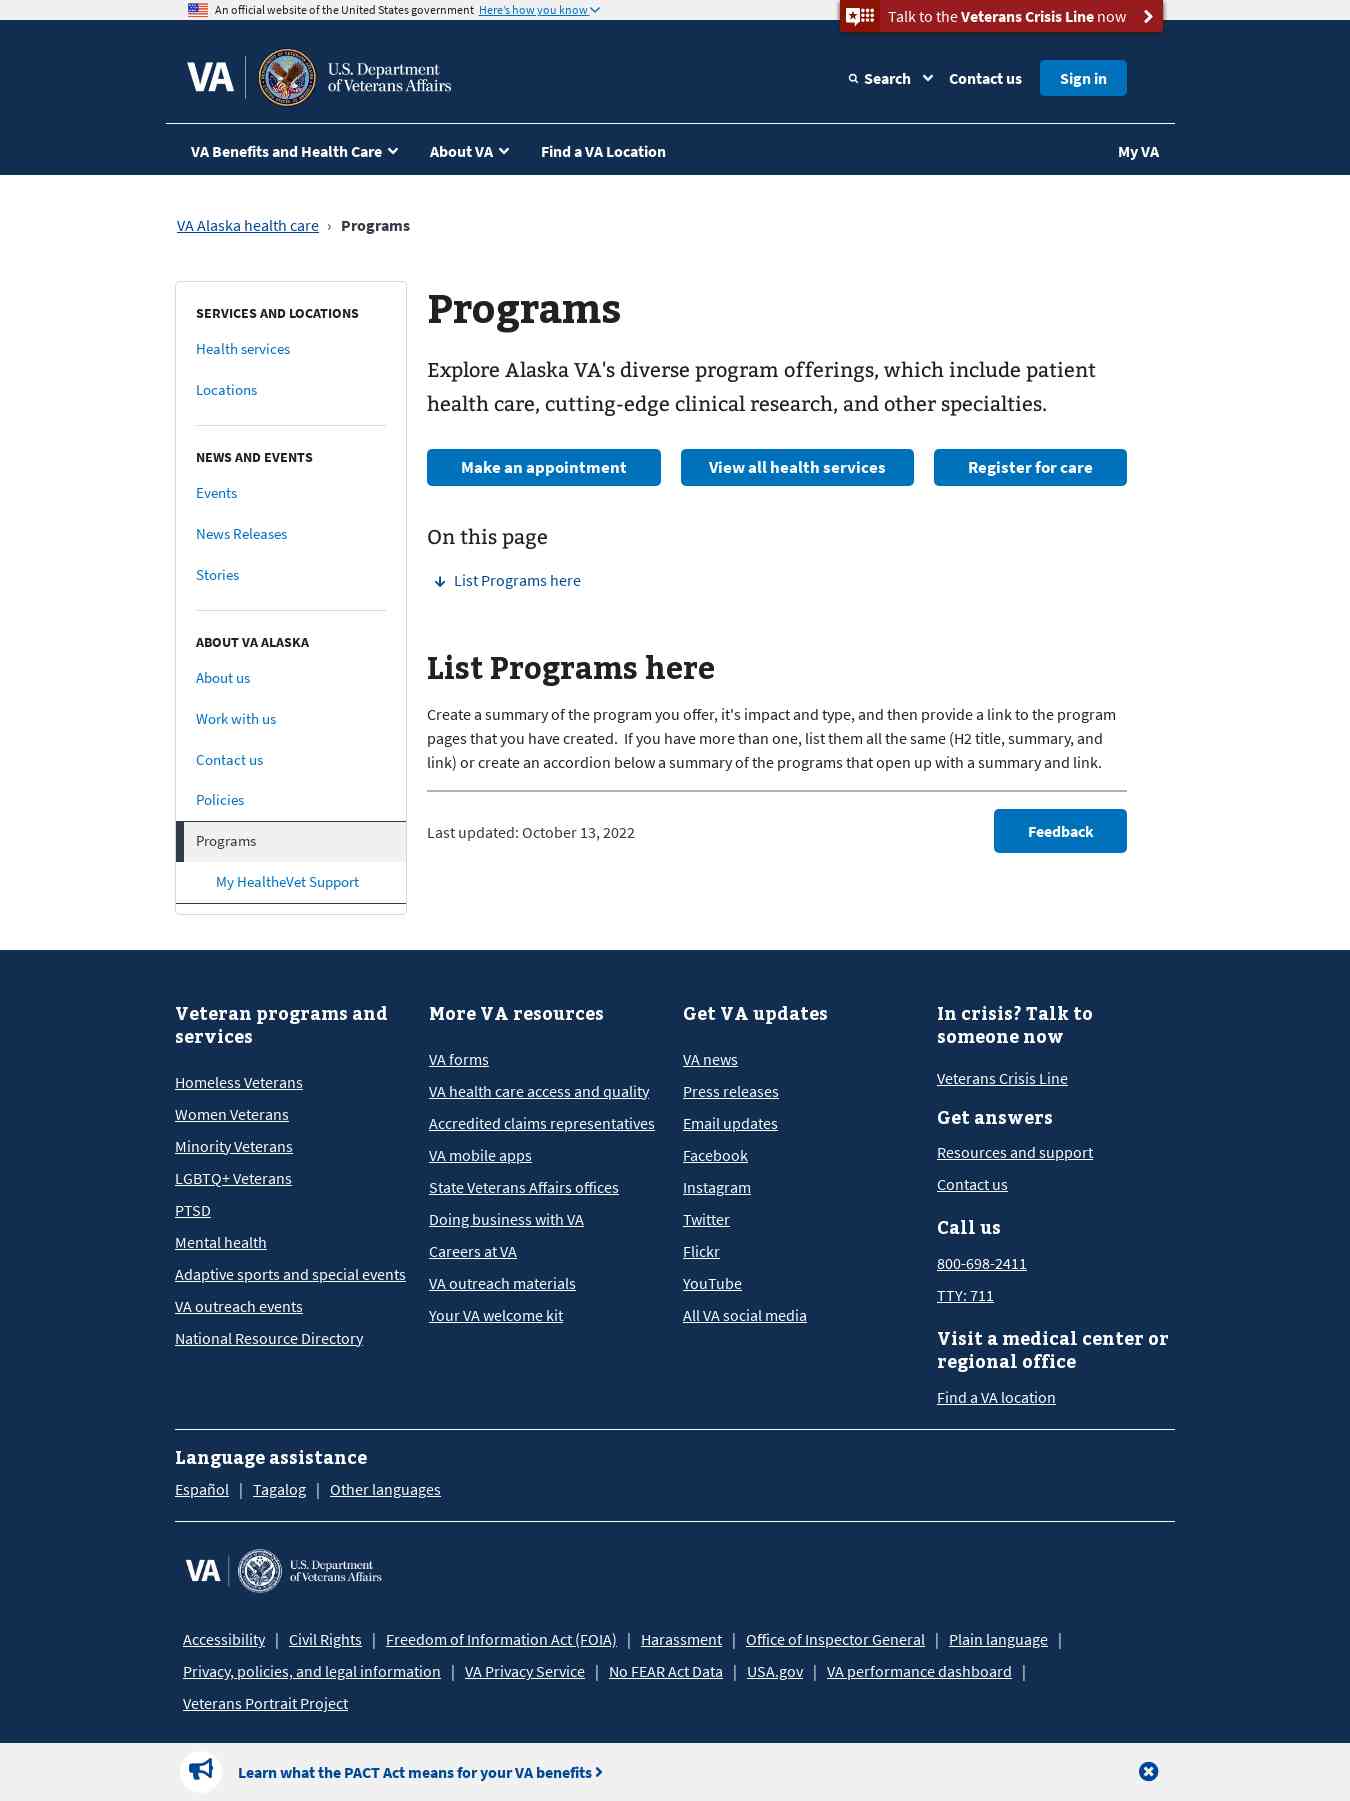 An official website of the United States government Here's how you know
Talk to the Veterans Crisis Line now
VA U.S. Department
of Veterans Affairs
Search Contact us Sign in
VA Benefits and Health Care About VA Find a VA Location My VA
VA Alaska health care › Programs
SERVICES AND LOCATIONS
Health services
Locations
NEWS AND EVENTS
Events
News Releases
Stories
ABOUT VA ALASKA
About us
Work with us
Contact us
Policies
Programs
My HealtheVet Support
Programs
Explore Alaska VA's diverse program offerings, which include patient
health care, cutting-edge clinical research, and other specialties.
Make an appointment View all health services Register for care
On this page
List Programs here
List Programs here
Create a summary of the program you offer, it's impact and type, and then provide a link to the program
pages that you have created.  If you have more than one, list them all the same (H2 title, summary, and
link) or create an accordion below a summary of the programs that open up with a summary and link.
Last updated: October 13, 2022
Feedback
Veteran programs and
services
Homeless Veterans
Women Veterans
Minority Veterans
LGBTQ+ Veterans
PTSD
Mental health
Adaptive sports and special events
VA outreach events
National Resource Directory
More VA resources
VA forms
VA health care access and quality
Accredited claims representatives
VA mobile apps
State Veterans Affairs offices
Doing business with VA
Careers at VA
VA outreach materials
Your VA welcome kit
Get VA updates
VA news
Press releases
Email updates
Facebook
Instagram
Twitter
Flickr
YouTube
All VA social media
In crisis? Talk to
someone now
Veterans Crisis Line
Get answers
Resources and support
Contact us
Call us
800-698-2411
TTY: 711
Visit a medical center or
regional office
Find a VA location
Language assistance
Español | Tagalog | Other languages
VA U.S. Department
of Veterans Affairs
Accessibility | Civil Rights | Freedom of Information Act (FOIA) | Harassment | Office of Inspector General | Plain language |
Privacy, policies, and legal information | VA Privacy Service | No FEAR Act Data | USA.gov | VA performance dashboard |
Veterans Portrait Project
Learn what the PACT Act means for your VA benefits